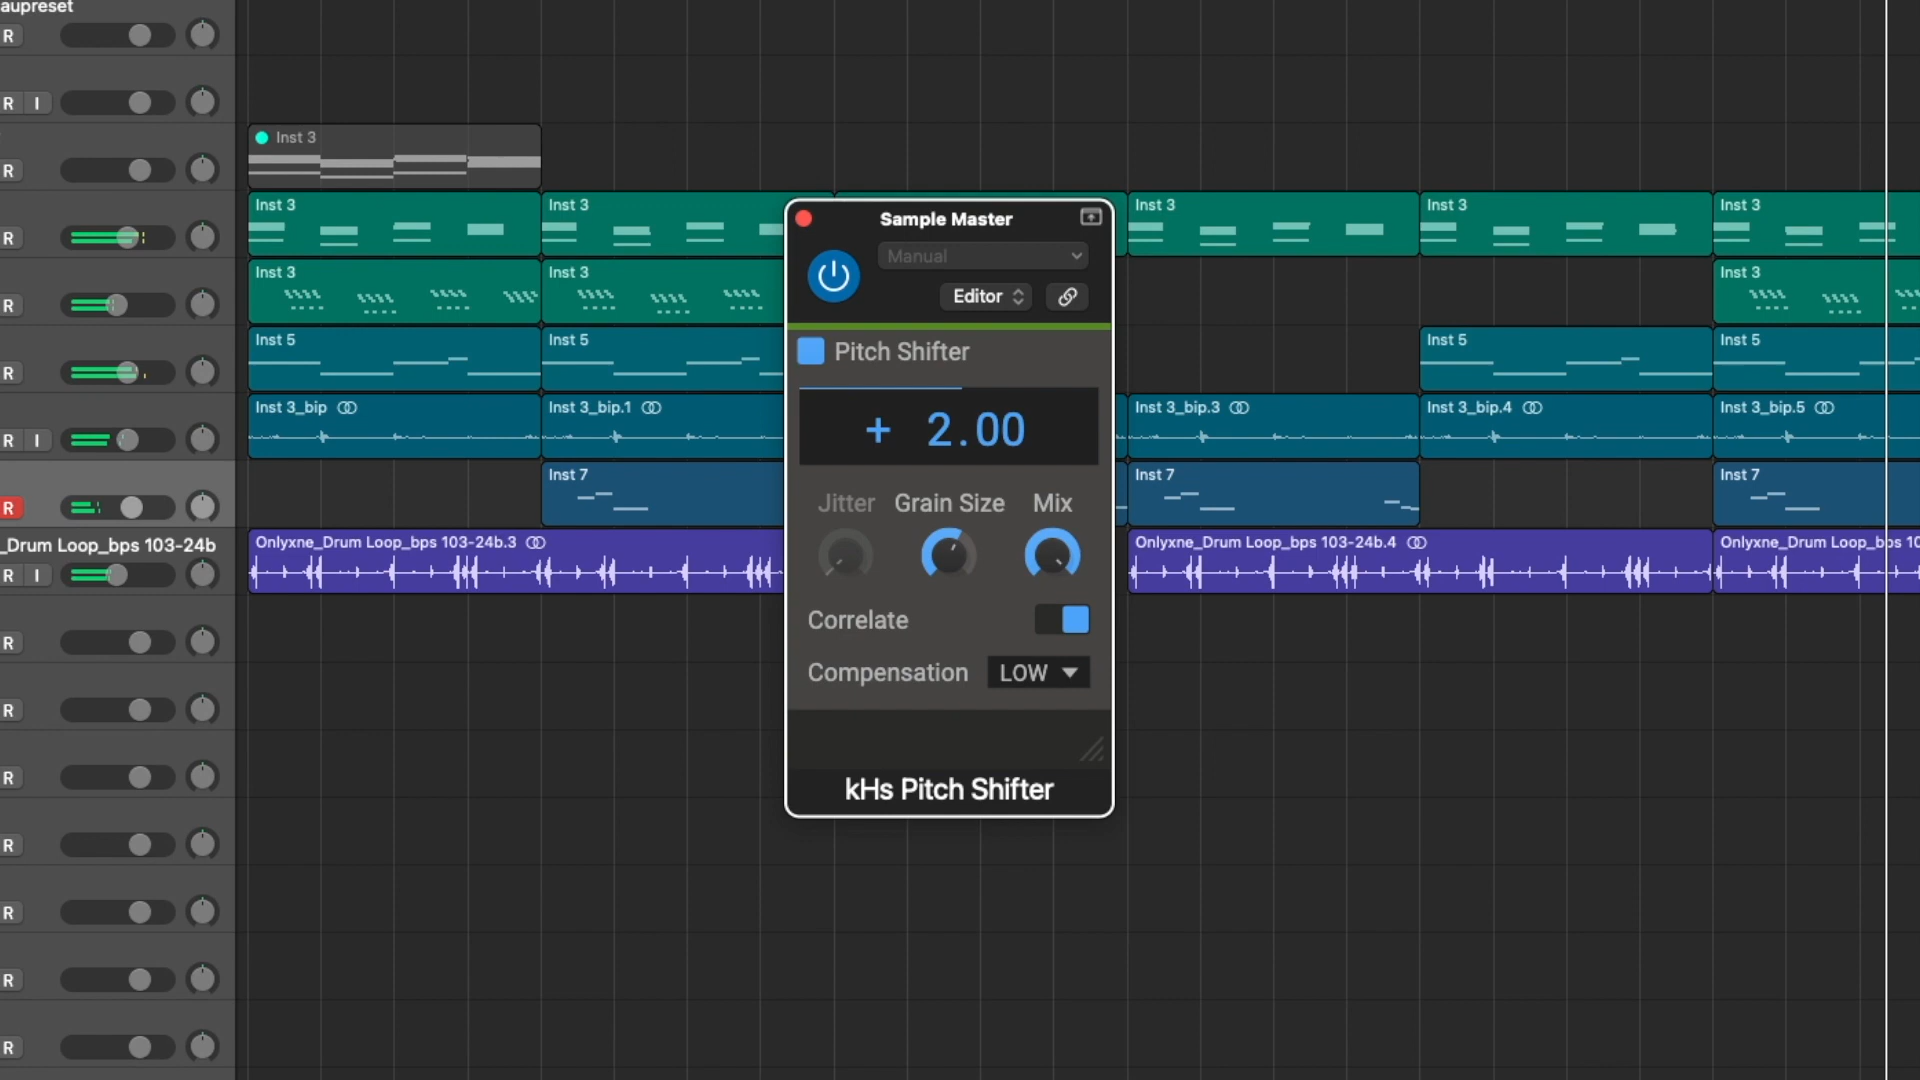 aupreset
R
R I
Inst 3
R
Inst 3 Inst 3 Inst 3 Inst 3 Inst 3
R
Inst 3 Inst 3 Inst 3
R
Inst 5 Inst 5 Inst 5 Inst 5
R
Inst 3_bip Inst 3_bip.1 Inst 3_bip.3 Inst 3_bip.4 Inst 3_bip.5
R I
Inst 7 Inst 7 Inst 7
R
_Drum Loop_bps 103-24b Onlyxne_Drum Loop_bps 103-24b.3 Onlyxne_Drum Loop_bps 103-24b.4 Onlyxne_Drum Loop_bps 10
R I
R
R
R
R
R
R
R
Sample Master
Manual
Editor
Pitch Shifter
+ 2.00
Jitter Grain Size Mix
Correlate
Compensation LOW
kHs Pitch Shifter